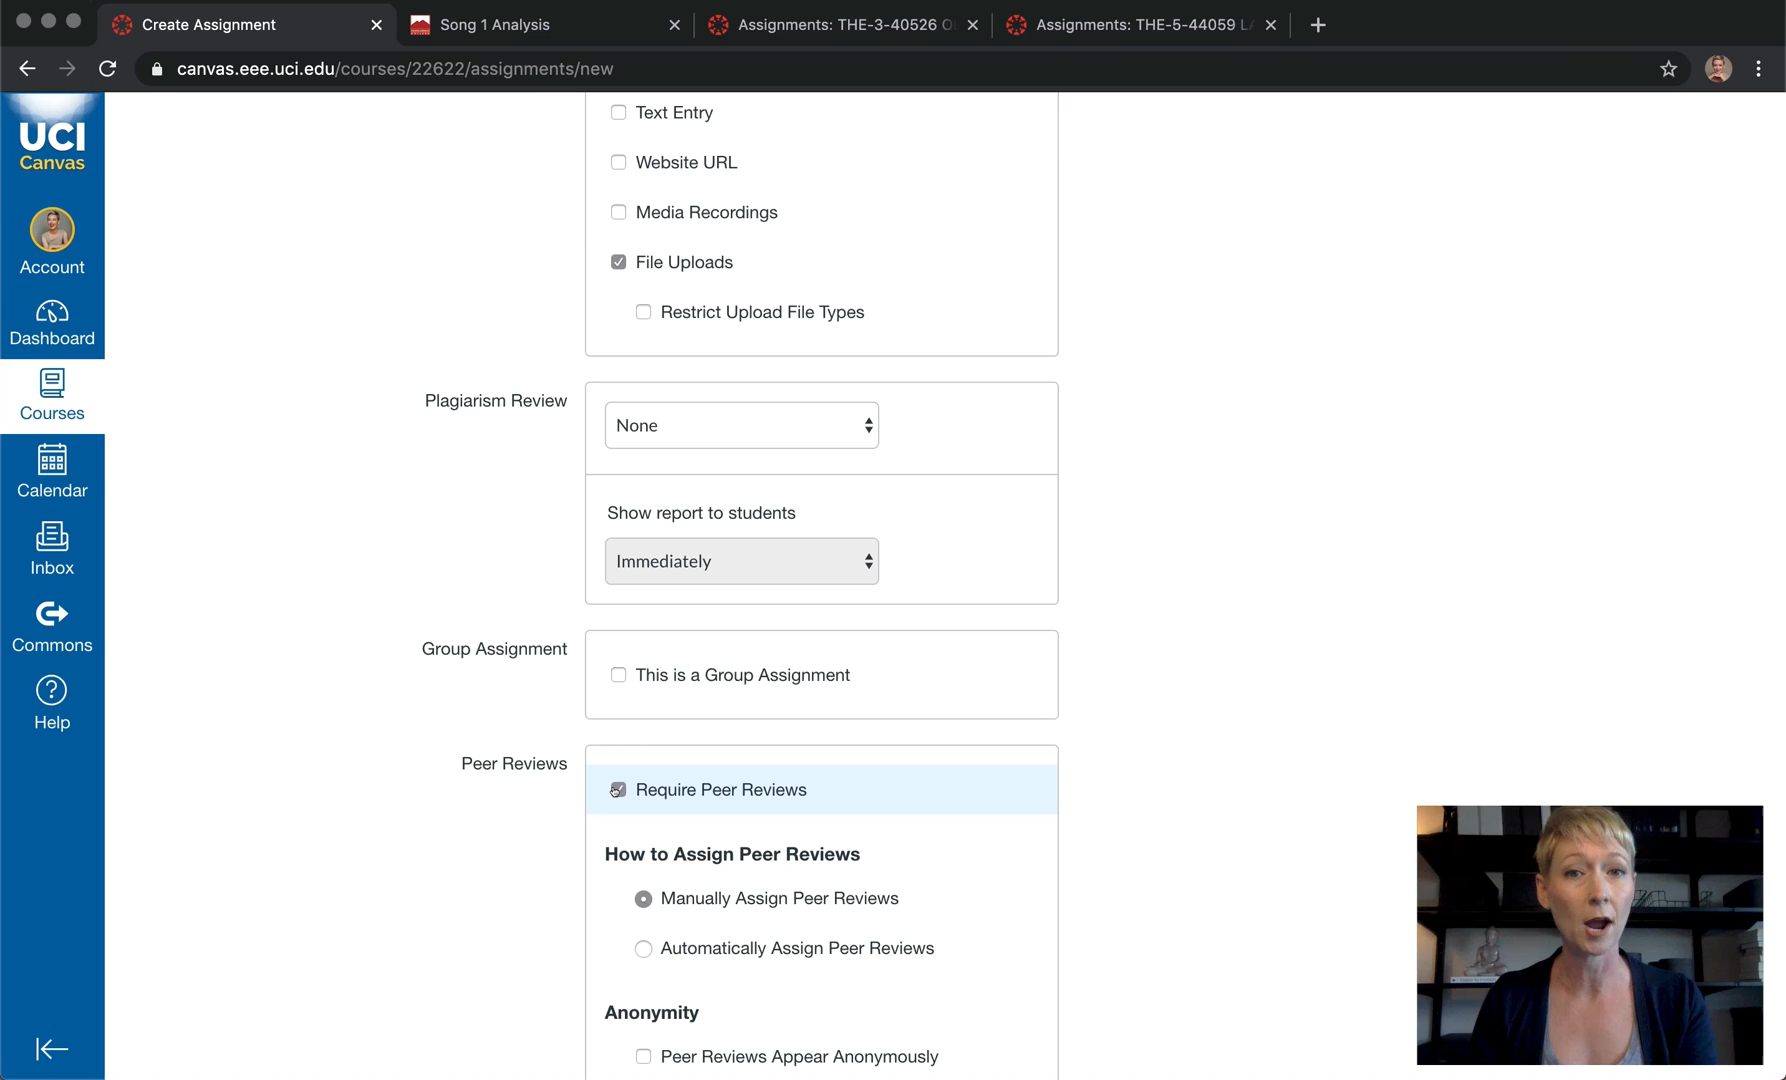 Create Assignment
Song 1 Analysis
Assignments: THE-3-40526 O
Assignments: THE-5-44059 LA
canvas.eee.uci.edu/courses/22622/assignments/new
UCI
Canvas
Account
Dashboard
Courses
Calendar
Inbox
Commons
Help
Text Entry
Website URL
Media Recordings
File Uploads
Restrict Upload File Types
Plagiarism Review
None
Show report to students
Immediately
Group Assignment
This is a Group Assignment
Peer Reviews
Require Peer Reviews
How to Assign Peer Reviews
Manually Assign Peer Reviews
Automatically Assign Peer Reviews
Anonymity
Peer Reviews Appear Anonymously